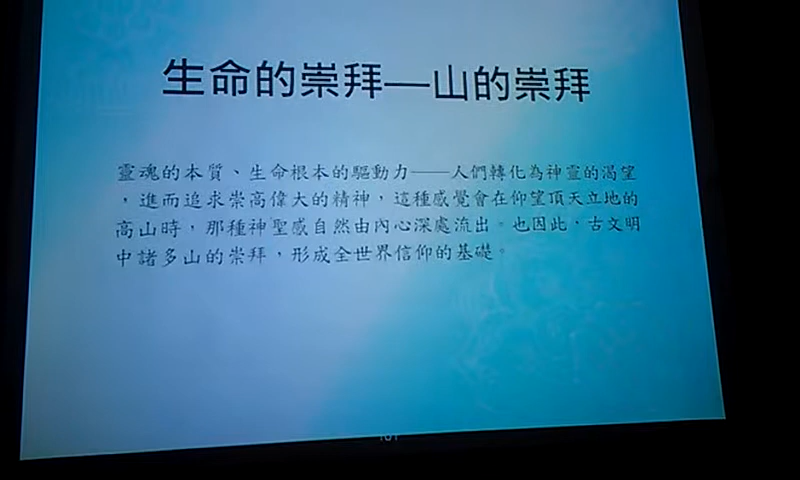 生命的崇拜—山的崇拜
靈魂的本質、生命根本的驅動力——人們轉化為神靈的渴望
，進而追求崇高偉大的精神，這種感覺會在仰望頂天立地的
高山時，那種神聖感自然由內心深處流出。也因此，古文明
中諸多山的崇拜，形成全世界信仰的基礎。